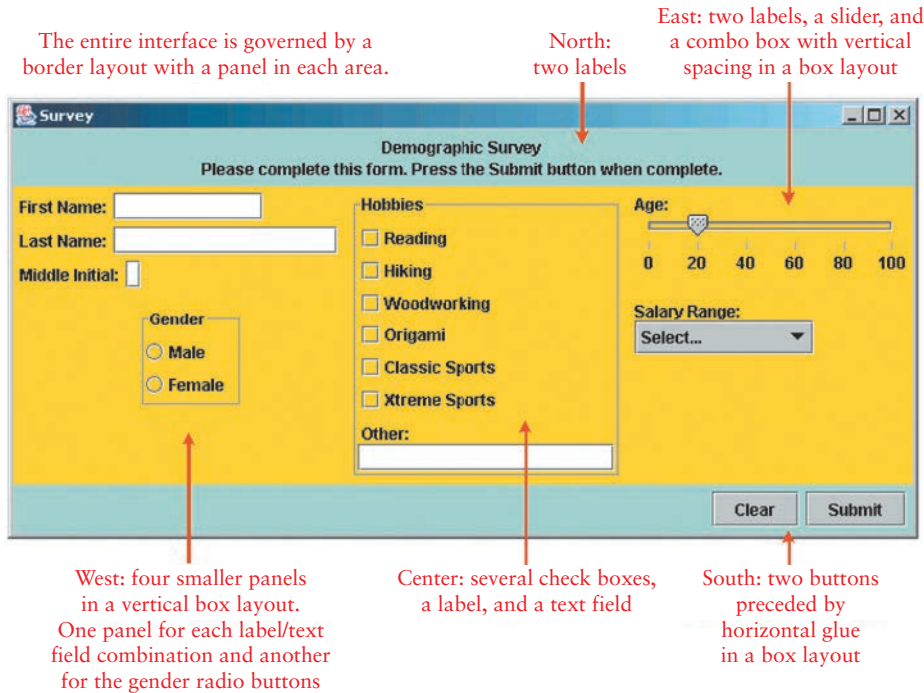 The entire interface is governed by a
border layout with a panel in each area.
North:
two labels
East: two labels, a slider, and
a combo box with vertical
spacing in a box layout
Survey
Demographic Survey
Please complete this form. Press the Submit button when complete.
First Name:
Last Name:
Middle Initial:
Gender
Male
Female
Hobbies
Reading
Hiking
Woodworking
Origami
Classic Sports
Xtreme Sports
Other:
Age:
0 20 40 60 80 100
Salary Range:
Select...
Clear Submit
West: four smaller panels
in a vertical box layout.
One panel for each label/text
field combination and another
for the gender radio buttons
Center: several check boxes,
a label, and a text field
South: two buttons
preceded by
horizontal glue
in a box layout